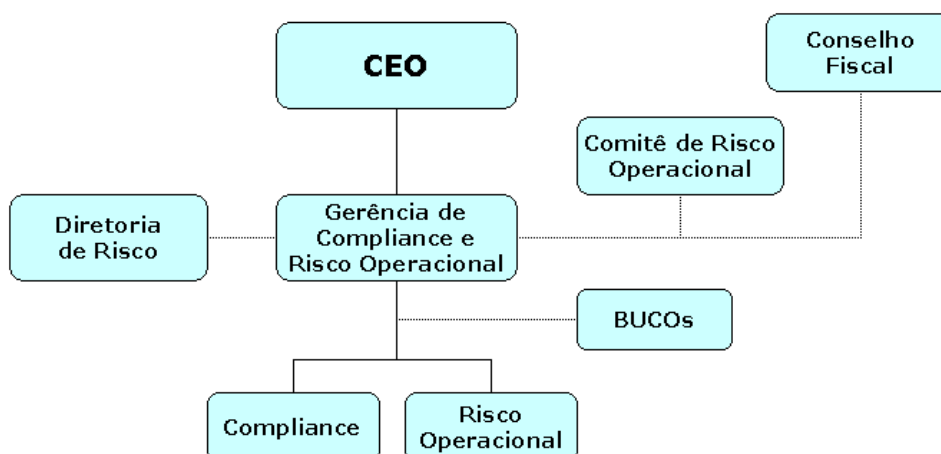 CEO
Conselho
Fiscal
Comitê de Risco
Operacional
Diretoria
de Risco
Gerência de
Compliance e
Risco Operacional
BUCOs
Compliance
Risco
Operacional